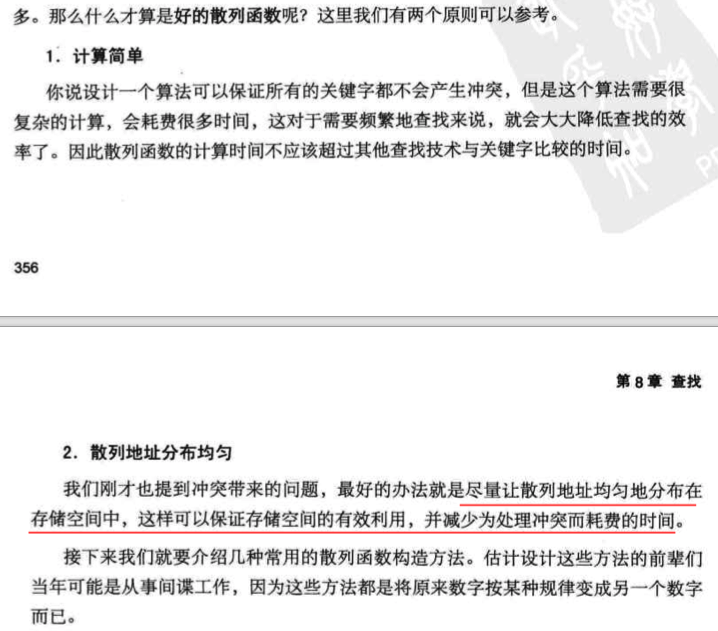 多。那么什么才算是好的散列函数呢？这里我们有两个原则可以参考。
1．计算简单
你说设计一个算法可以保证所有的关键字都不会产生冲突，但是这个算法需要很
复杂的计算，会耗费很多时间，这对于需要频繁地查找来说，就会大大降低查找的效
率了。因此散列函数的计算时间不应该超过其他查找技术与关键字比较的时间。
356
第 8 章 查找
2．散列地址分布均匀
我们刚才也提到冲突带来的问题，最好的办法就是尽量让散列地址均匀地分布在
存储空间中，这样可以保证存储空间的有效利用，并减少为处理冲突而耗费的时间。
接下来我们就要介绍几种常用的散列函数构造方法。估计设计这些方法的前辈们
当年可能是从事间谍工作，因为这些方法都是将原来数字按某种规律变成另一个数字
而已。